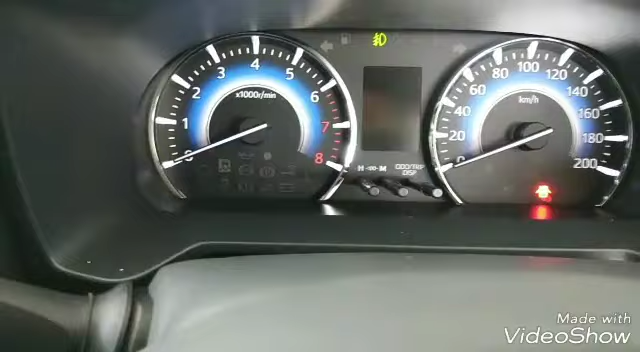 0 1 2 3 4 5 6 7 8
x1000r/min
H M
ODO/TRIP
DISP
0 20 40 60 80 100 120 140 160 180 200
km/h
Made with
VideoShow